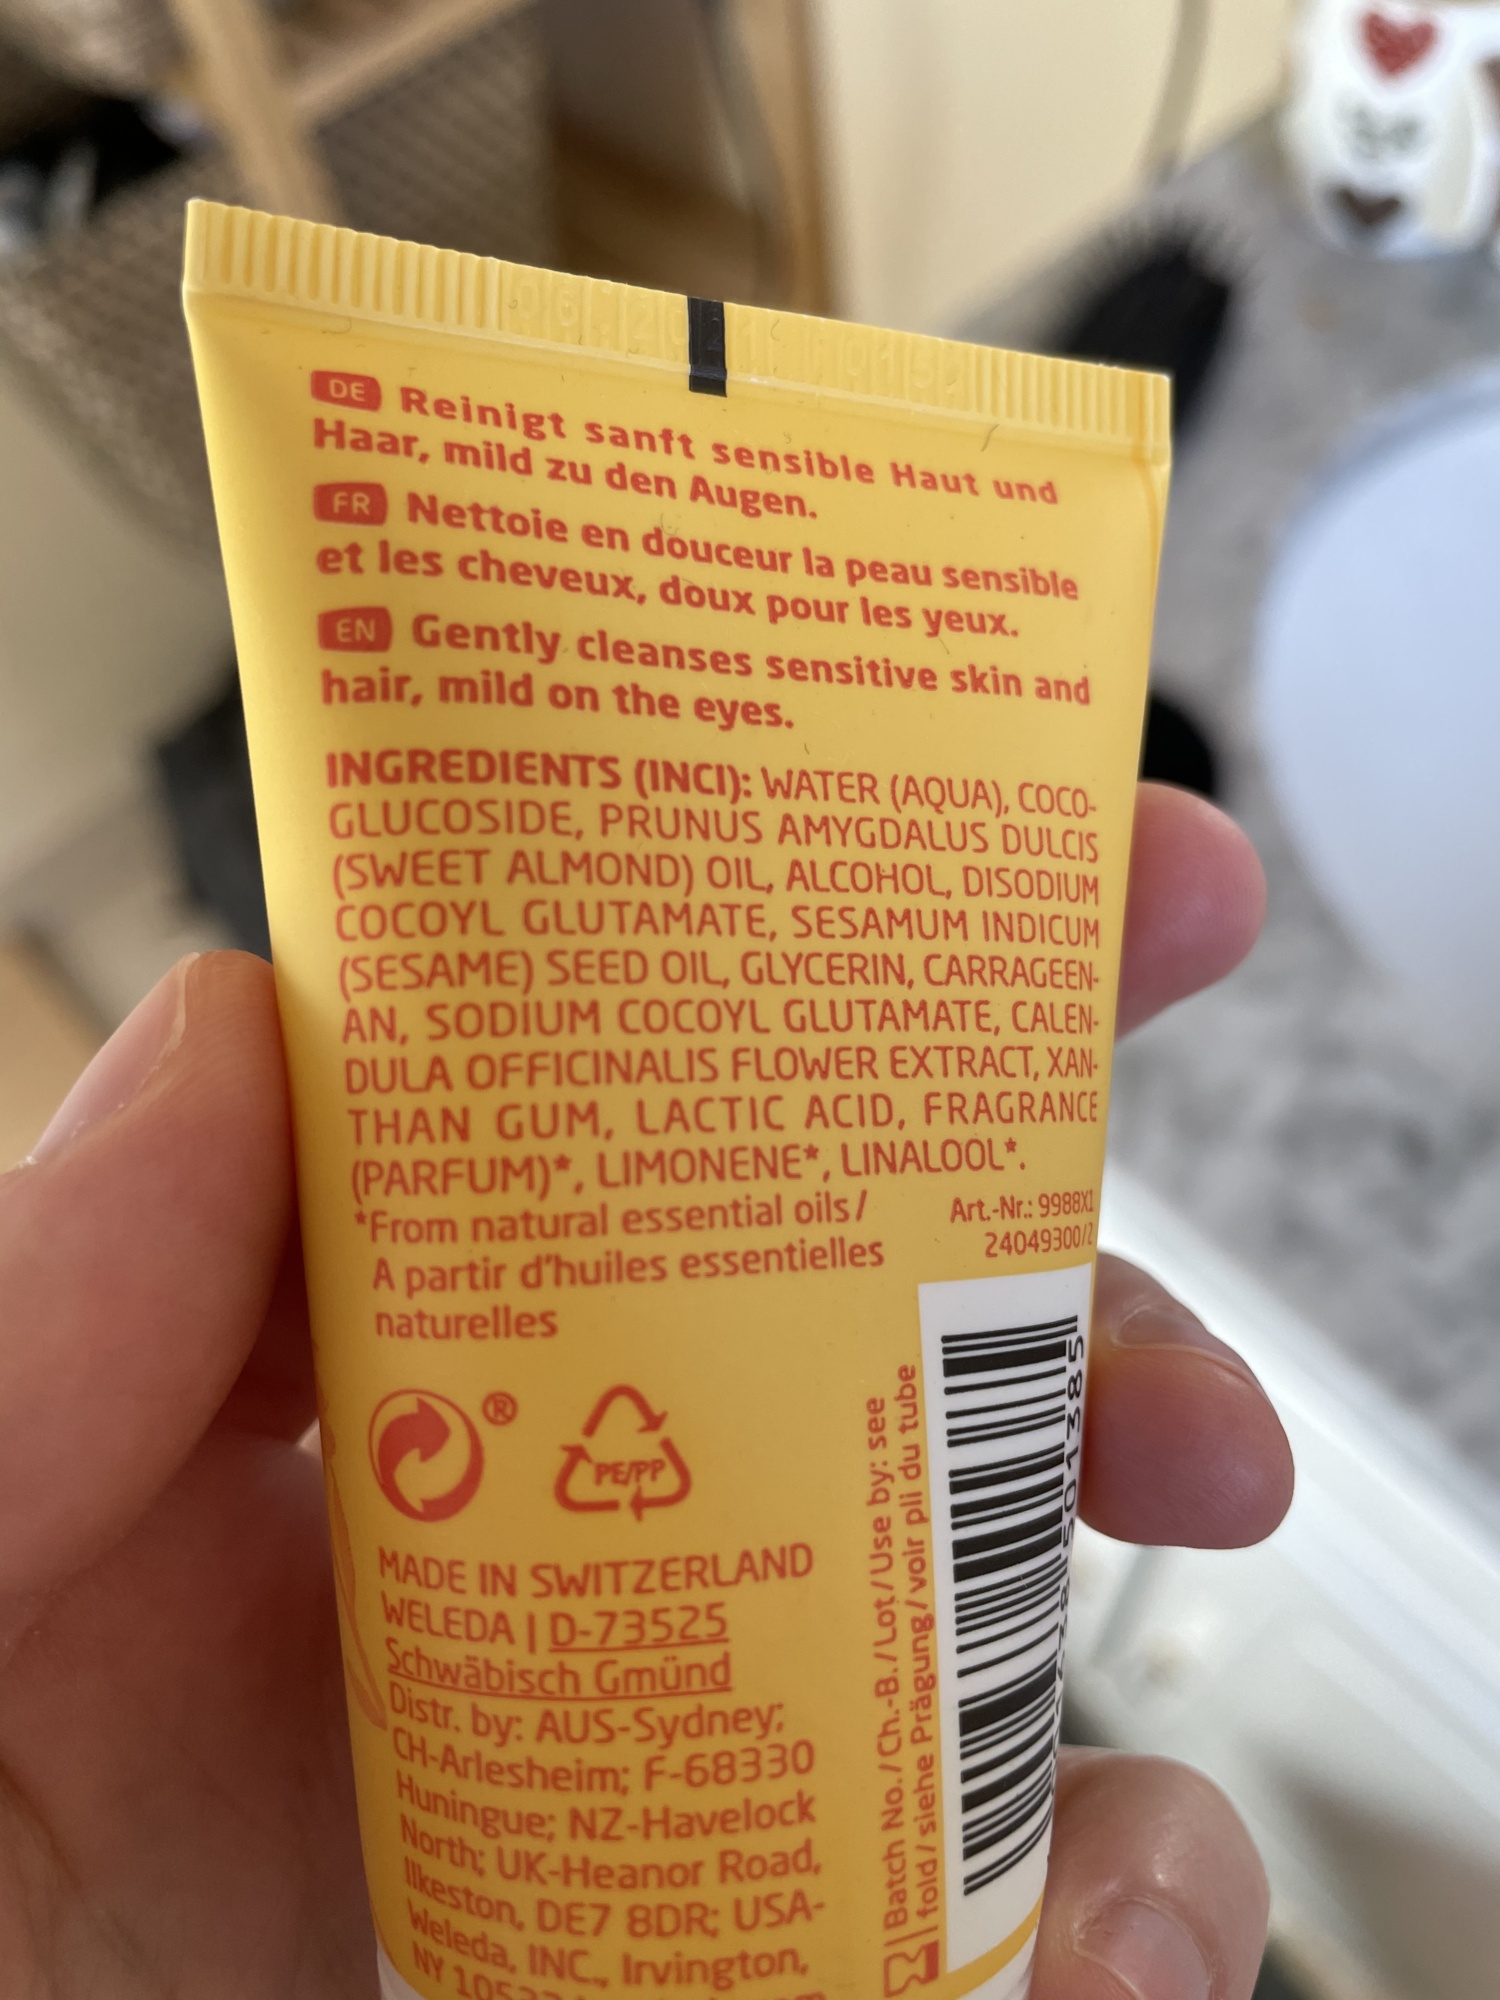 06.2021 015
DE Reinigt sanft sensible Haut und
Haar, mild zu den Augen.
FR Nettoie en douceur la peau sensible
et les cheveux, doux pour les yeux.
EN Gently cleanses sensitive skin and
hair, mild on the eyes.
INGREDIENTS (INCI): WATER (AQUA), COCO-
GLUCOSIDE, PRUNUS AMYGDALUS DULCIS
(SWEET ALMOND) OIL, ALCOHOL, DISODIUM
COCOYL GLUTAMATE, SESAMUM INDICUM
(SESAME) SEED OIL, GLYCERIN, CARRAGEEN-
AN, SODIUM COCOYL GLUTAMATE, CALEN-
DULA OFFICINALIS FLOWER EXTRACT, XAN-
THAN GUM, LACTIC ACID, FRAGRANCE
(PARFUM)*, LIMONENE*, LINALOOL*.
*From natural essential oils/
A partir d'huiles essentielles
naturelles
Art.-Nr.: 9988X1
24049300/2
®
PE/PP
MADE IN SWITZERLAND
WELEDA | D-73525
Schwäbisch Gmünd
Distr. by: AUS-Sydney;
CH-Arlesheim; F-68330
Huningue; NZ-Havelock
North; UK-Heanor Road,
Ilkeston, DE7 8DR; USA-
Weleda, INC., Irvington,
NY
Batch No./Ch.-B./Lot/Use by: see
fold/siehe Prägung/voir pli du tube
501385